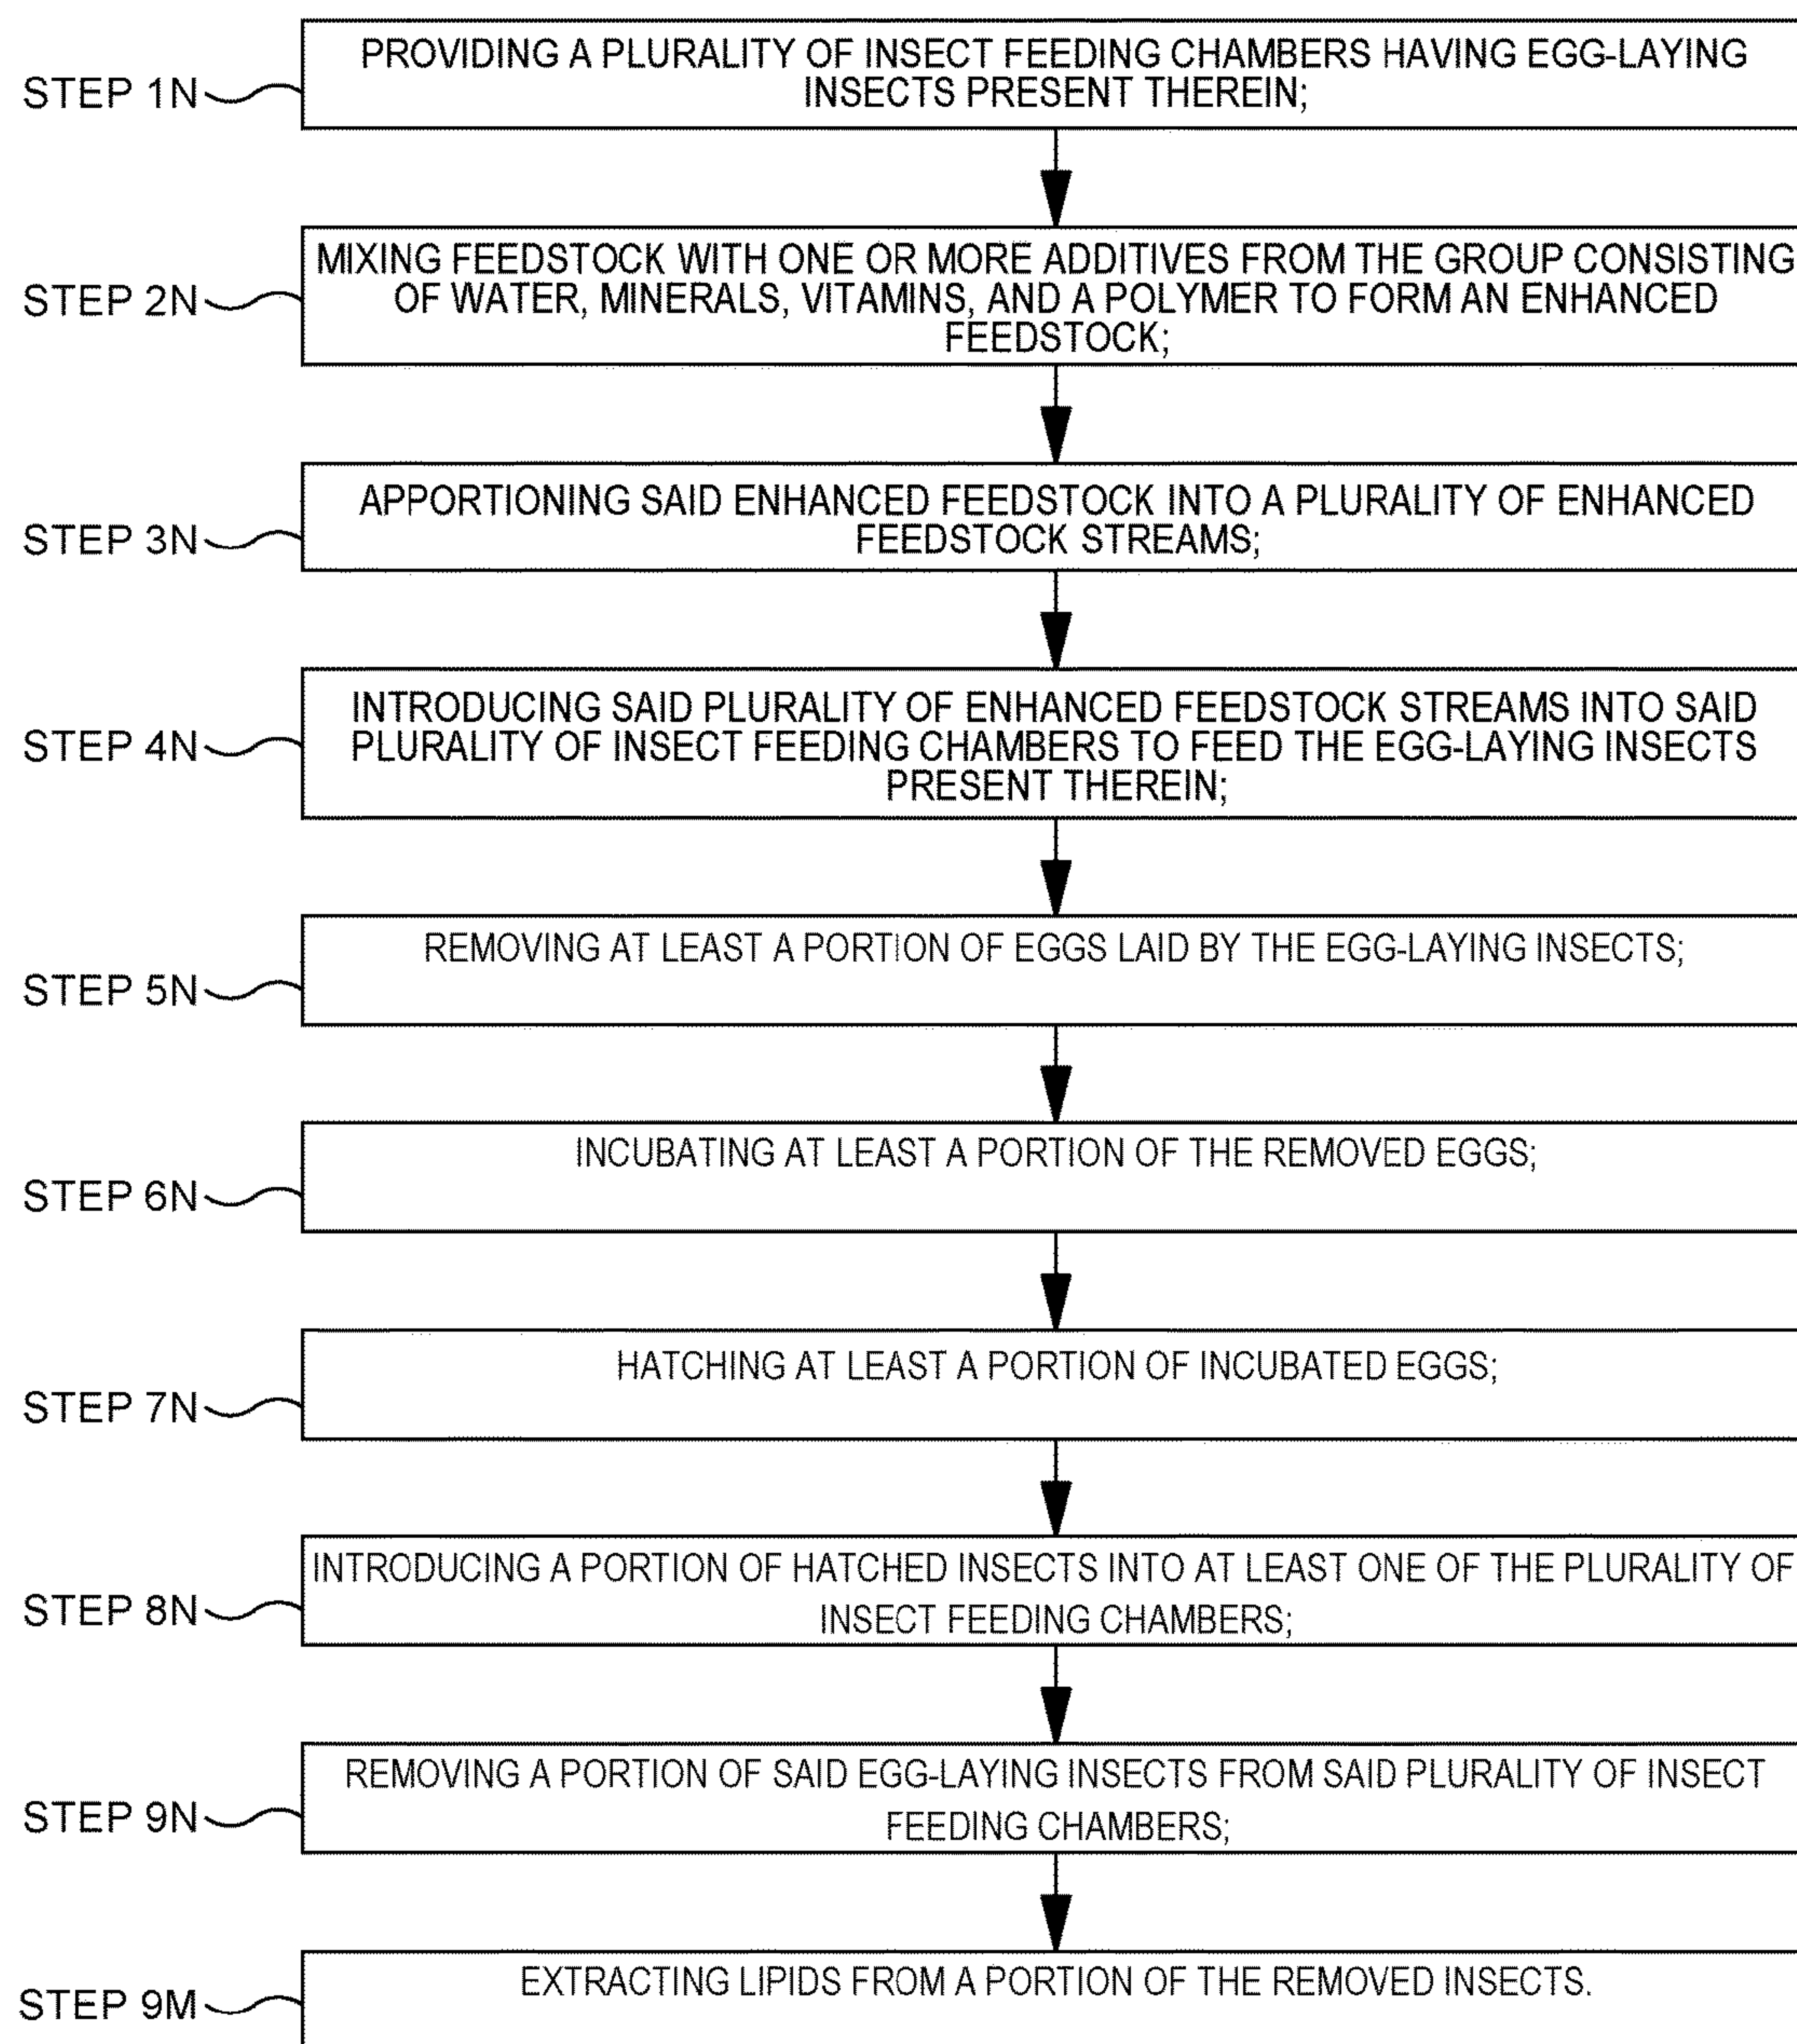 PROVIDING A PLURALITY OF INSECT FEEDING CHAMBERS HAVING EGG-LAYING
STEP 1N
INSECTS PRESENT THEREIN;
MIXING FEEDSTOCK WITH ONE OR MORE ADDITIVES FROM THE GROUP CONSISTING
STEP 2N
OF WATER, MINERALS, VITAMINS, AND A POLYMER TO FORM AN ENHANCED
FEEDSTOCK;
APPORTIONING SAID ENHANCED FEEDSTOCK INTO A PLURALITY OF ENHANCED
STEP 3N
FEEDSTOCK STREAMS;
INTRODUCING SAID PLURALITY OF ENHANCED FEEDSTOCK STREAMS INTO SAID
STEP 4N
PLURALITY OF INSECT FEEDING CHAMBERS TO FEED THE EGG-LAYING INSECTS
PRESENT THEREIN;
REMOVING AT LEAST A PORTION OF EGGS LAID BY THE EGG-LAYING INSECTS;
STEP 5N
INCUBATING AT LEAST A PORTION OF THE REMOVED EGGS;
STEP 6N
HATCHING AT LEAST A PORTION OF INCUBATED EGGS;
STEP 7N
INTRODUCING A PORTION OF HATCHED INSECTS INTO AT LEAST ONE OF THE PLURALITY OF
STEP 8N
INSECT FEEDING CHAMBERS;
REMOVING A PORTION OF SAID EGG-LAYING INSECTS FROM SAID PLURALITY OF INSECT
STEP 9N
FEEDING CHAMBERS;
EXTRACTING LIPIDS FROM A PORTION OF THE REMOVED INSECTS.
STEP 9M